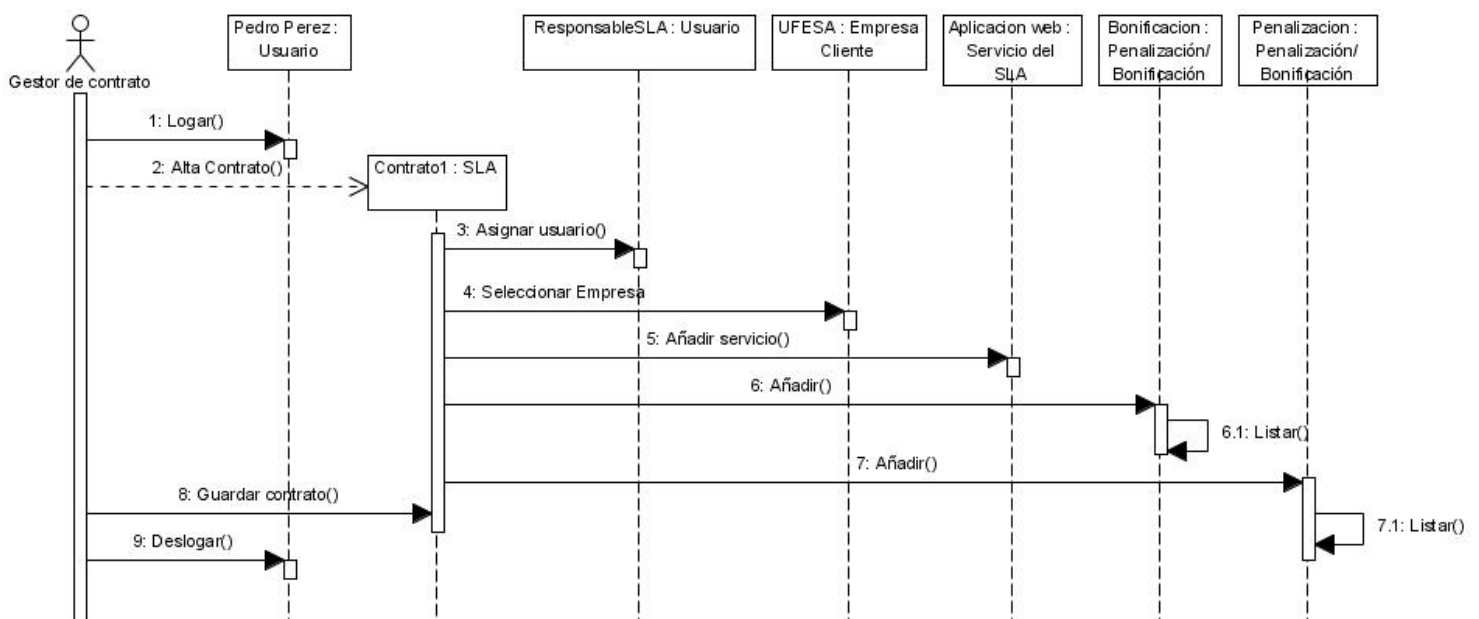 Gestor de contrato
Pedro Perez :
Usuario
ResponsableSLA : Usuario
UFESA : Empresa
Cliente
Aplicacion web :
Servicio del
SLA
Bonificacion :
Penalización/
Bonificación
Penalizacion :
Penalización/
Bonificación
1: Logar()
2: Alta Contrato()
Contrato1 : SLA
3: Asignar usuario()
4: Seleccionar Empresa
5: Añadir servicio()
6: Añadir()
6.1: Listar()
7: Añadir()
8: Guardar contrato()
7.1: Listar()
9: Deslogar()